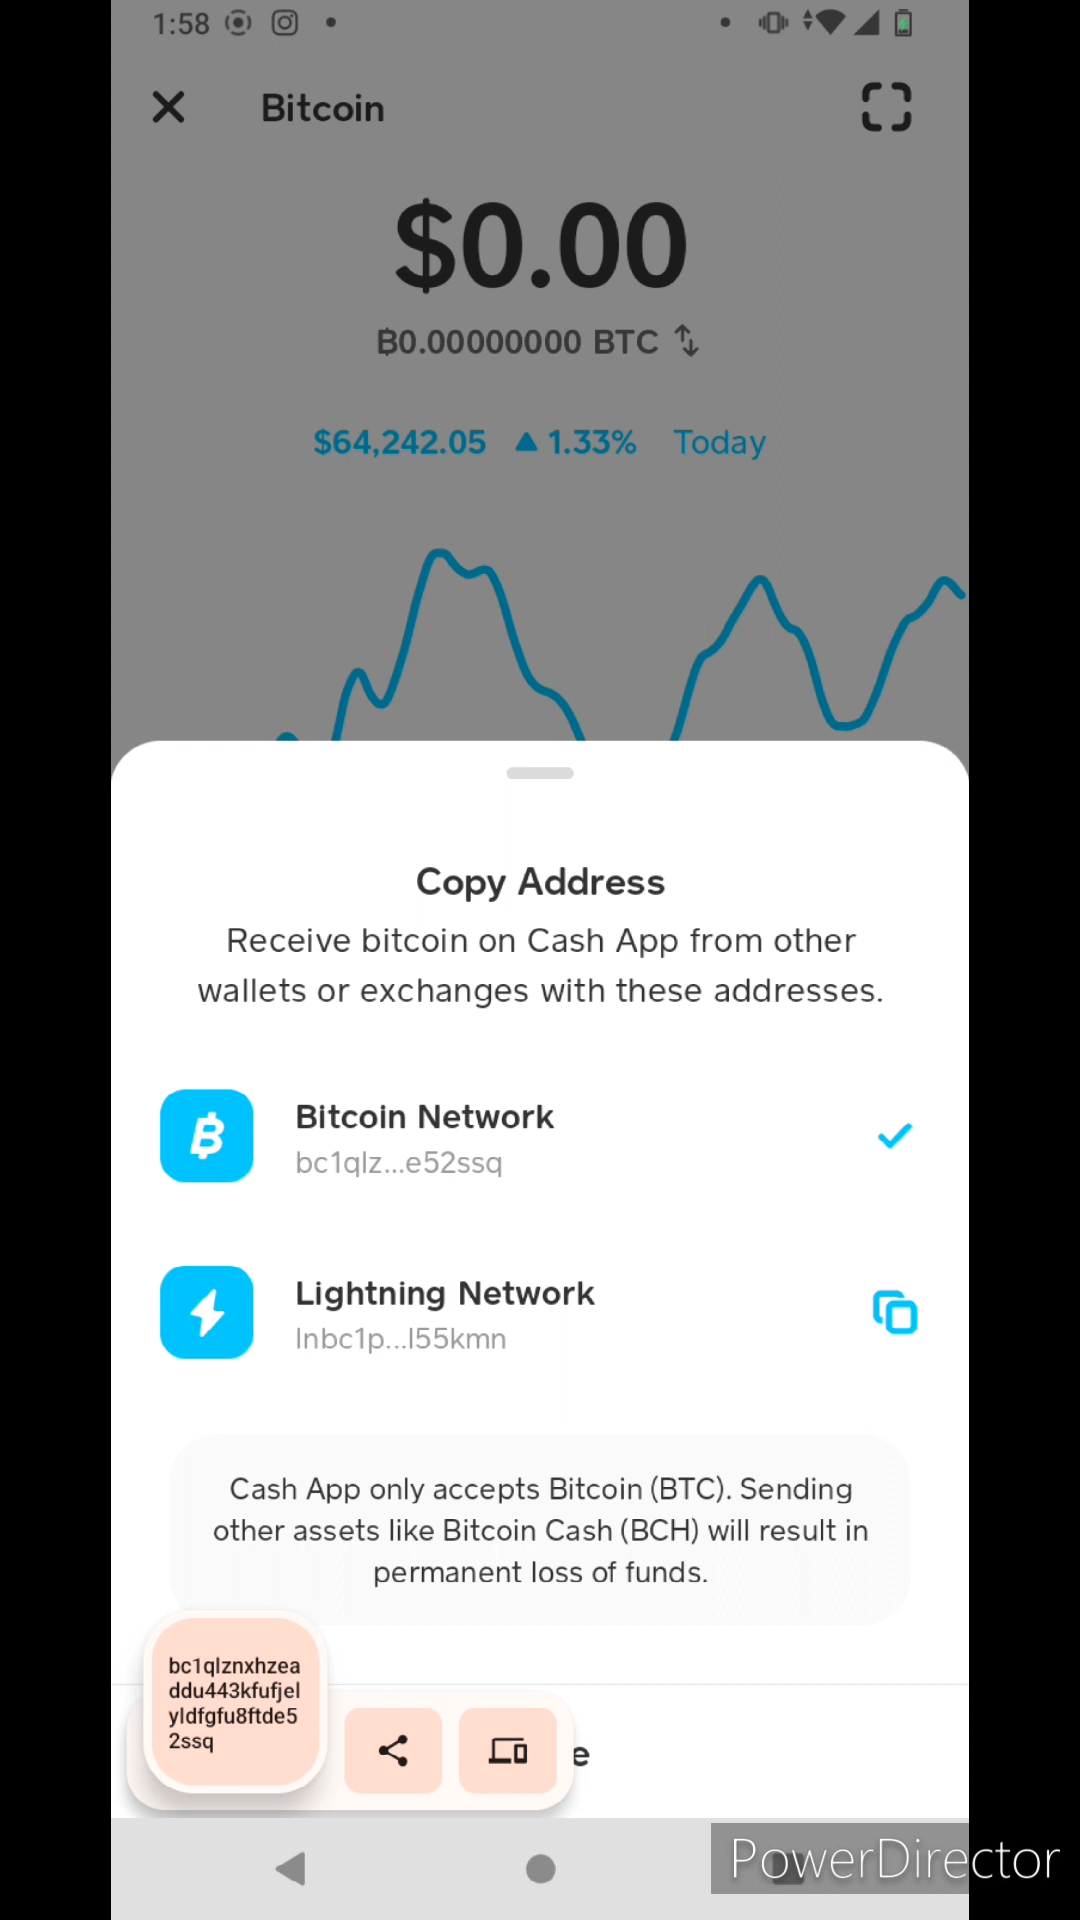 1:58
Bitcoin
$0.00
₿0.00000000 BTC
$64,242.05 ▲ 1.33% Today
Copy Address
Receive bitcoin on Cash App from other
wallets or exchanges with these addresses.
Bitcoin Network
bc1qlz...e52ssq
Lightning Network
lnbc1p...l55kmn
Cash App only accepts Bitcoin (BTC). Sending
other assets like Bitcoin Cash (BCH) will result in
permanent loss of funds.
bc1qlznxhzea
ddu443kfufjel
yldfgfu8ftde5
2ssq
e
PowerDirector